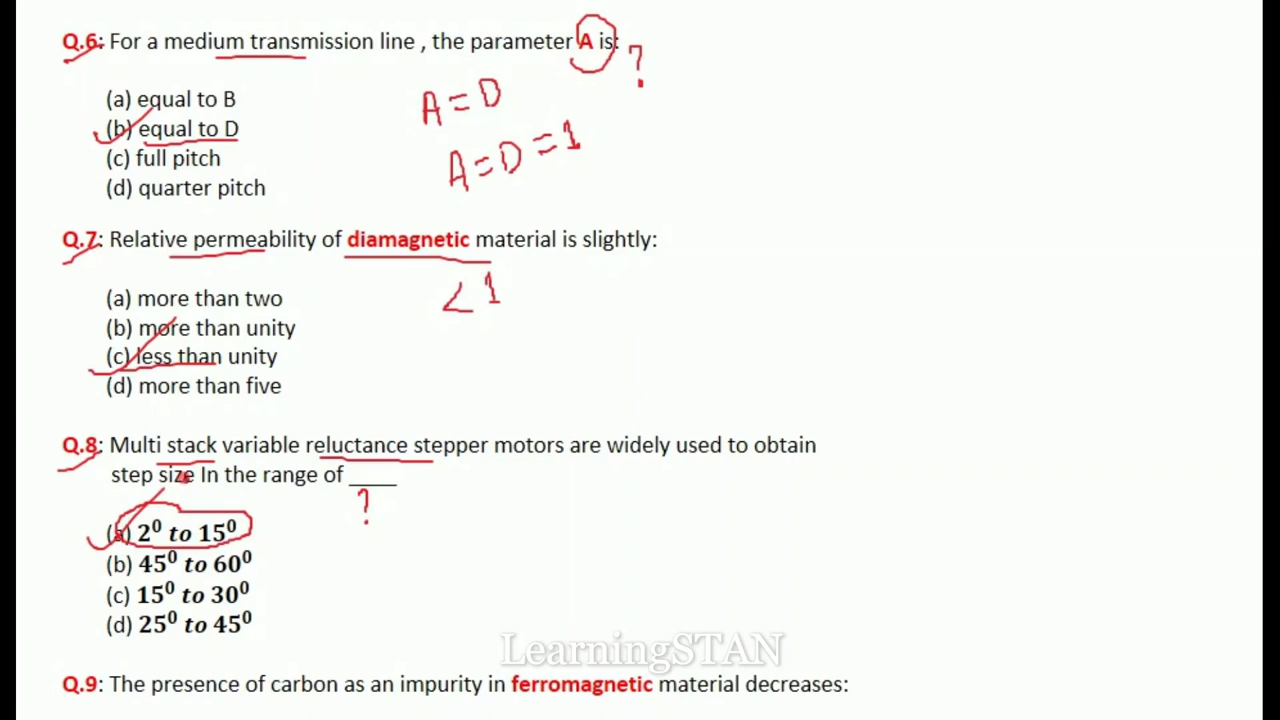 Q.6: For a medium transmission line , the parameter A is:
?
(a) equal to B
A = D
(b) equal to D
A = D = 1
(c) full pitch
(d) quarter pitch
Q.7: Relative permeability of diamagnetic material is slightly:
< 1
(a) more than two
(b) more than unity
(c) less than unity
(d) more than five
Q.8: Multi stack variable reluctance stepper motors are widely used to obtain
step size In the range of ____
?
(a) 2⁰ to 15⁰
(b) 45⁰ to 60⁰
(c) 15⁰ to 30⁰
(d) 25⁰ to 45⁰
LearningSTAN
Q.9: The presence of carbon as an impurity in ferromagnetic material decreases: